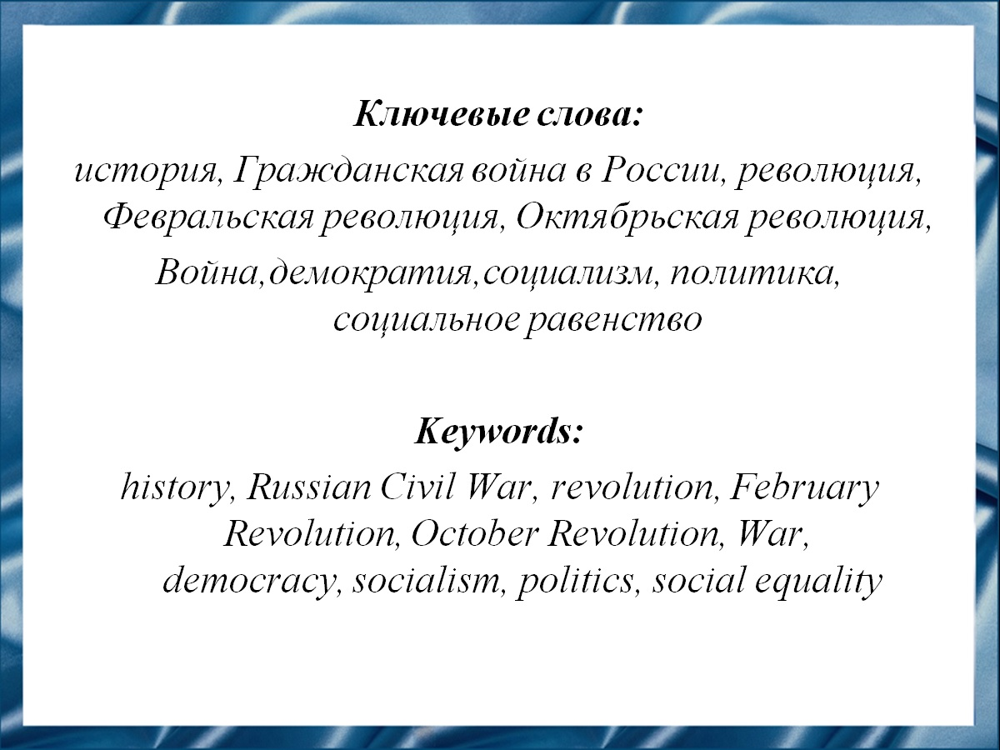 Ключевые слова:
история, Гражданская война в России, революция,
Февральская революция, Октябрьская революция,
Война,демократия,социализм, политика,
социальное равенство
Keywords:
history, Russian Civil War, revolution, February
Revolution, October Revolution, War,
democracy, socialism, politics, social equality